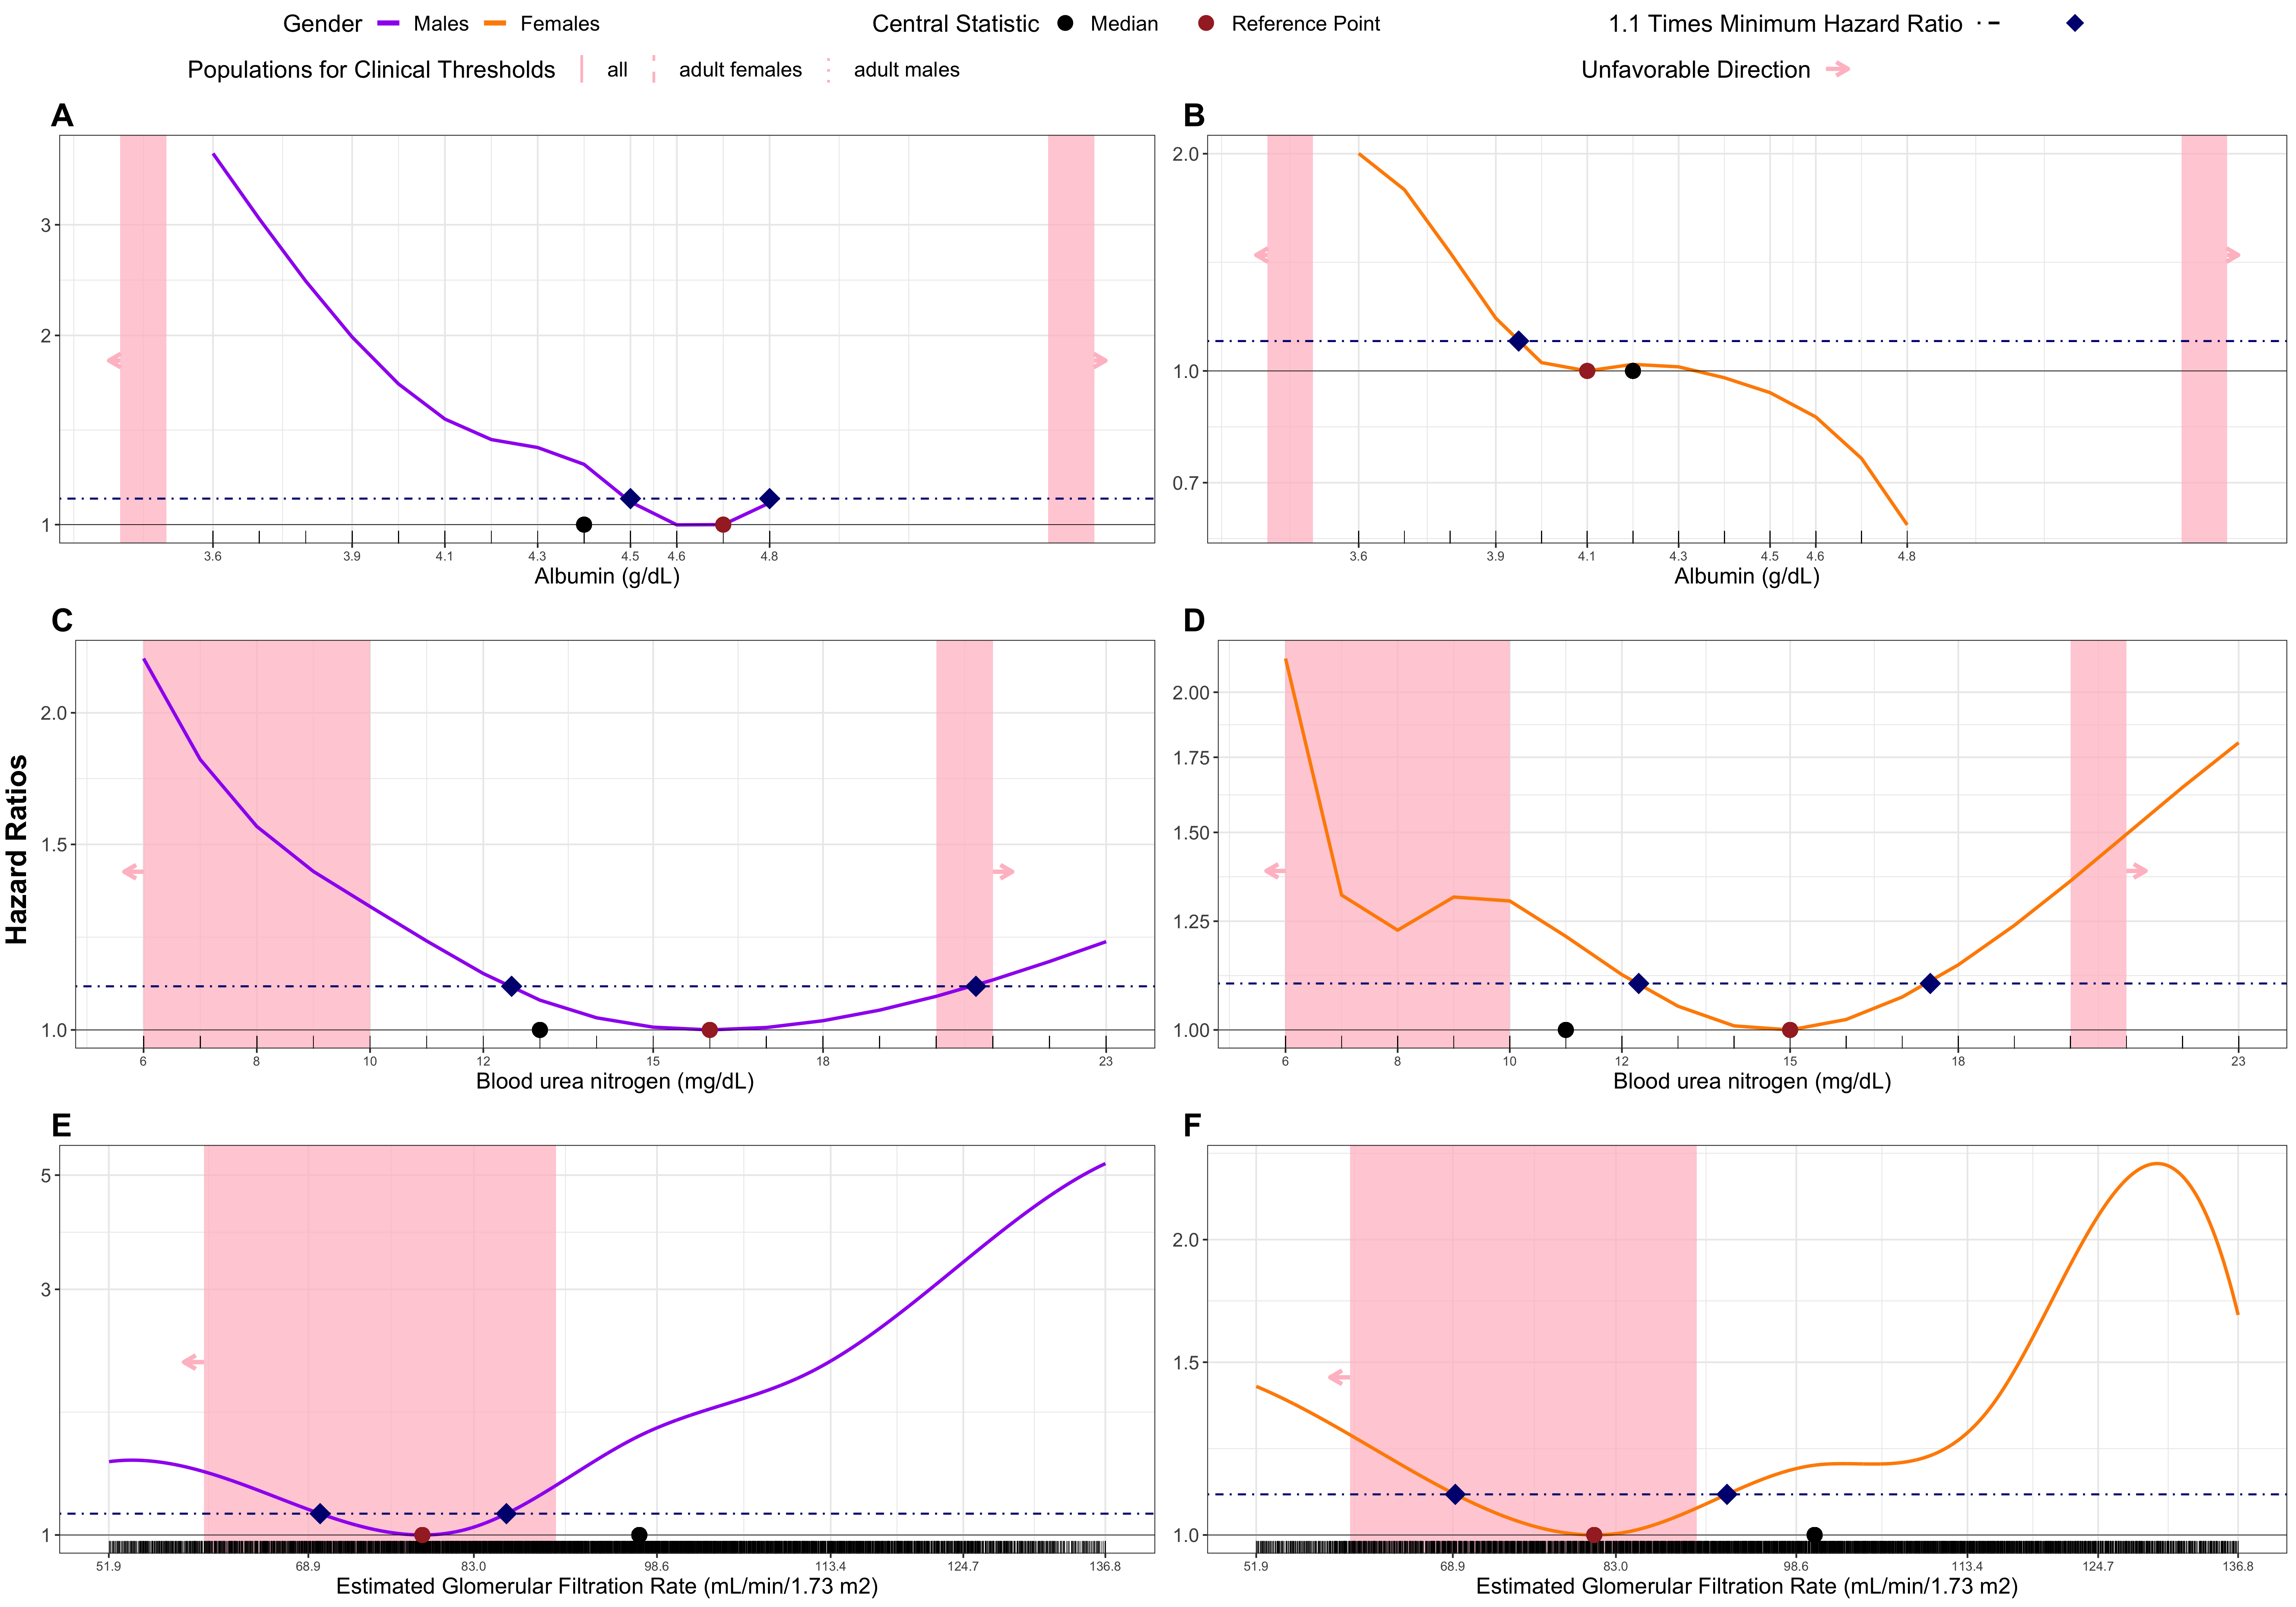 Gender Males Females Central Statistic Median Reference Point 1.1 Times Minimum Hazard Ratio
Populations for Clinical Thresholds all adult females adult males Unfavorable Direction
A
3
2
1
3.6 3.9 4.1 4.3 4.5 4.6 4.8
Albumin (g/dL)
B
2.0
1.0
0.7
3.6 3.9 4.1 4.3 4.5 4.6 4.8
Albumin (g/dL)
Hazard Ratios
C
2.0
1.5
1.0
6 8 10 12 15 18 23
Blood urea nitrogen (mg/dL)
D
2.00
1.75
1.50
1.25
1.00
6 8 10 12 15 18 23
Blood urea nitrogen (mg/dL)
E
5
3
1
51.9 68.9 83.0 98.6 113.4 124.7 136.8
Estimated Glomerular Filtration Rate (mL/min/1.73 m2)
F
2.0
1.5
1.0
51.9 68.9 83.0 98.6 113.4 124.7 136.8
Estimated Glomerular Filtration Rate (mL/min/1.73 m2)